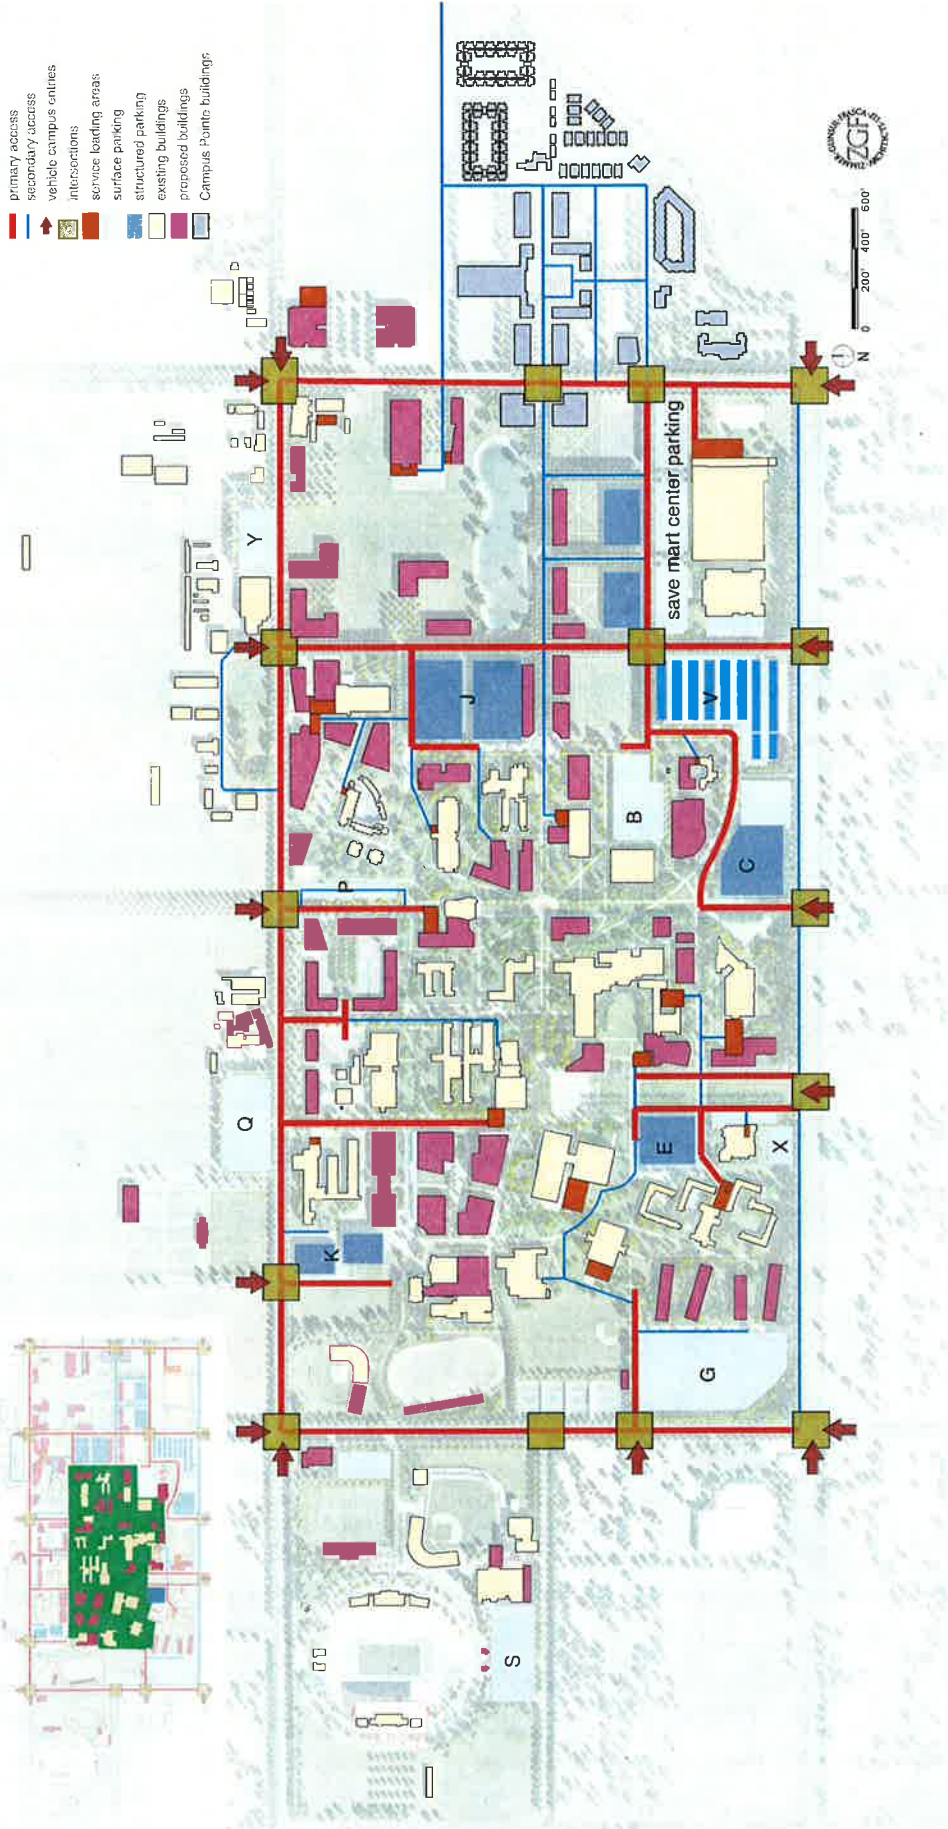 primary access
secondary access
vehicle campus entries
intersections
service loading areas
surface parking
structured parking
existing buildings
proposed buildings
Campus Pointe buildings
Y
Q
P
K
J
B
V
C
E
X
G
S
save mart center parking
ZGF
0 200' 400' 600'
N